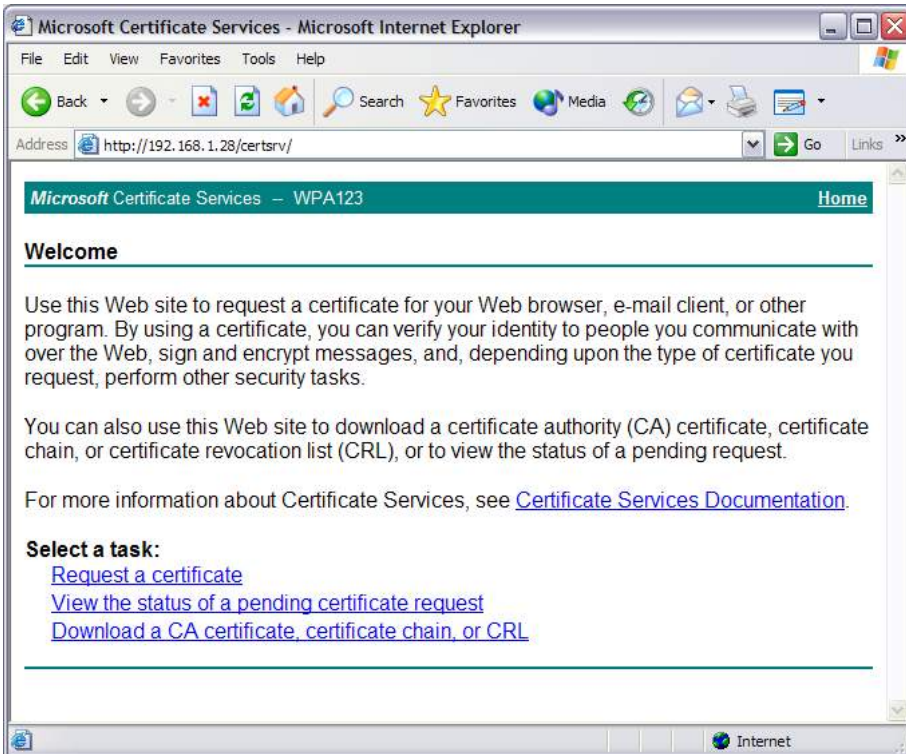 Microsoft Certificate Services - Microsoft Internet Explorer
File Edit View Favorites Tools Help
Back Search Favorites Media
Address http://192.168.1.28/certsrv/ Go Links »
Microsoft Certificate Services -- WPA123 Home
Welcome
Use this Web site to request a certificate for your Web browser, e-mail client, or other
program. By using a certificate, you can verify your identity to people you communicate with
over the Web, sign and encrypt messages, and, depending upon the type of certificate you
request, perform other security tasks.
You can also use this Web site to download a certificate authority (CA) certificate, certificate
chain, or certificate revocation list (CRL), or to view the status of a pending request.
For more information about Certificate Services, see Certificate Services Documentation.
Select a task:
Request a certificate
View the status of a pending certificate request
Download a CA certificate, certificate chain, or CRL
Internet